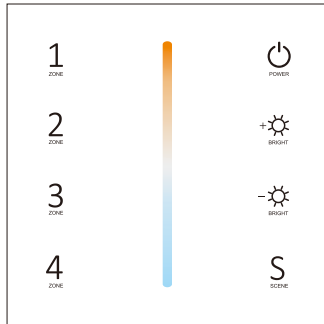 1
ZONE
2
ZONE
3
ZONE
4
ZONE
POWER
+
BRIGHT
−
BRIGHT
S
SCENE